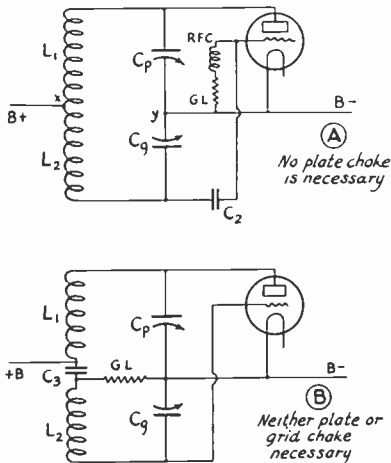 L1
Cp
RFC
x
B+
y
GL
B-
L2
Cg
C2
A
No plate choke
is necessary
L1
Cp
+B
C3
GL
B-
L2
Cg
B
Neither plate or
grid choke
necessary